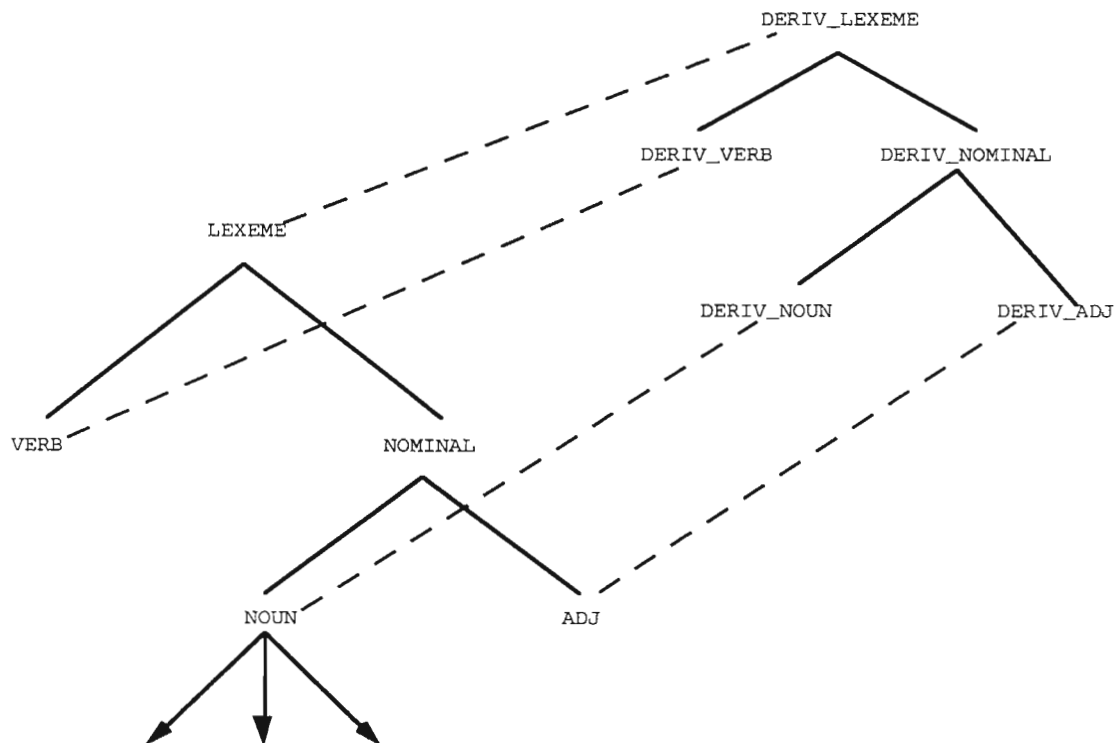 DERIV_LEXEME
DERIV_VERB DERIV_NOMINAL
LEXEME
DERIV_NOUN DERIV_ADJ
VERB NOMINAL
NOUN ADJ